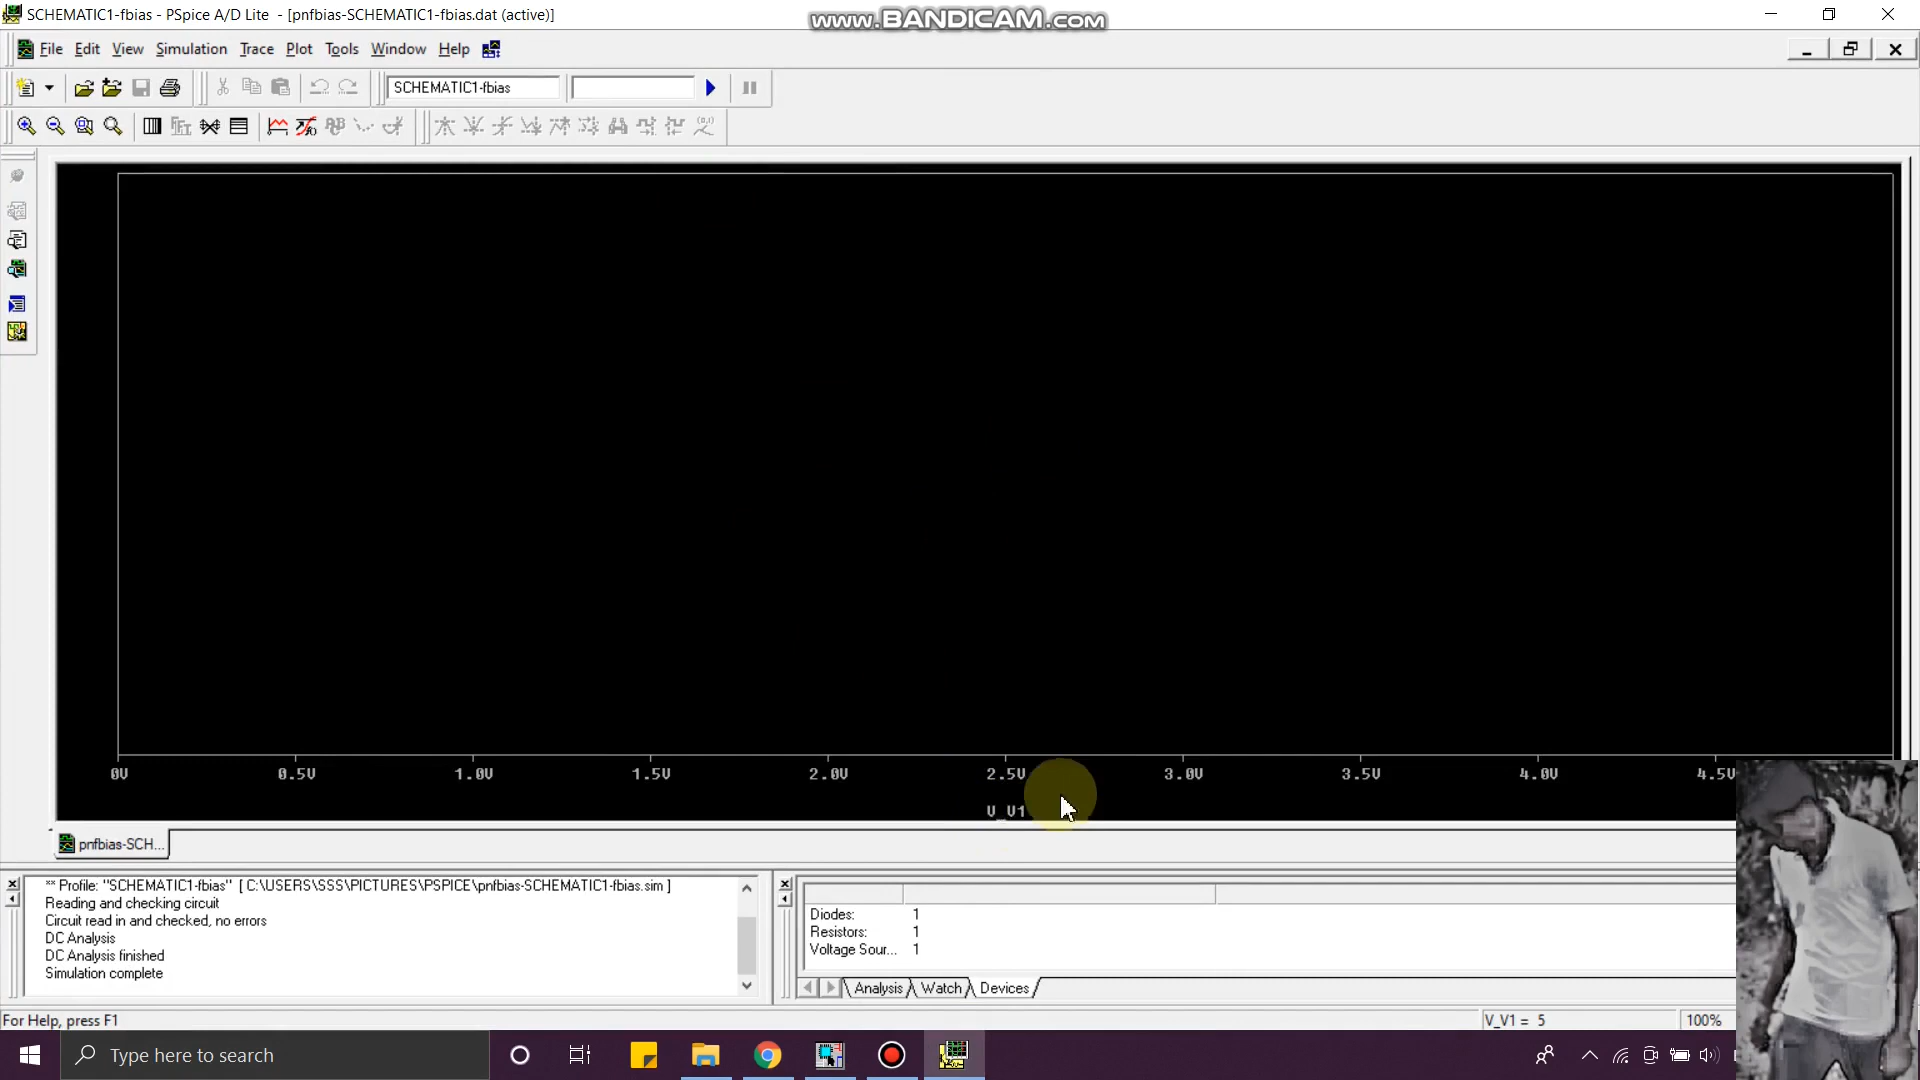 SCHEMATIC1-fbias - PSpice A/D Lite - [pnfbias-SCHEMATIC1-fbias.dat (active)]
www.BANDICAM.com
File Edit View Simulation Trace Plot Tools Window Help
SCHEMATIC1-fbias
0V 0.5V 1.0V 1.5V 2.0V 2.5V 3.0V 3.5V 4.0V 4.5V
V_V1
pnfbias-SCH...
** Profile: "SCHEMATIC1-fbias" [ C:\USERS\SSS\PICTURES\PSPICE\pnfbias-SCHEMATIC1-fbias.sim ]
Reading and checking circuit
Circuit read in and checked, no errors
DC Analysis
DC Analysis finished
Simulation complete
Diodes: 1
Resistors: 1
Voltage Sour... 1
Analysis Watch Devices
For Help, press F1
V_V1 = 5
100%
Type here to search